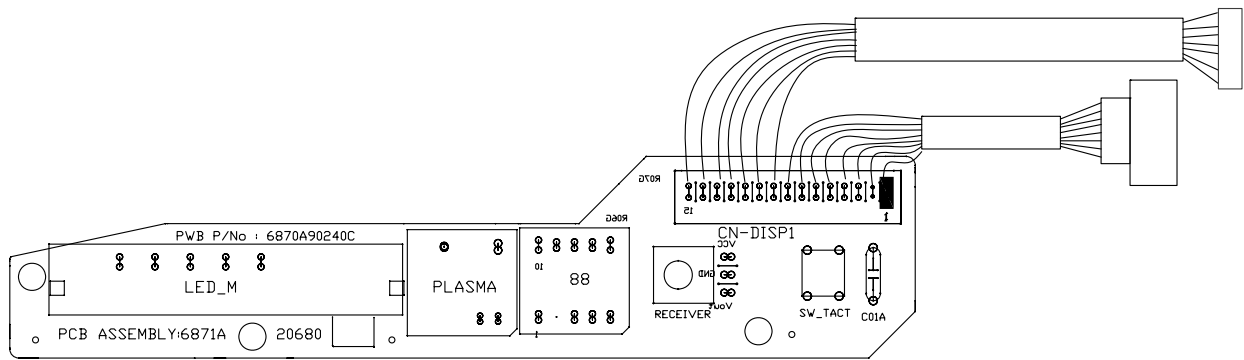 R07G
15
1
R06G
CN-DISP1
PWB P/No : 6870A90240C
VCC
GND
Vout
10
88
1
LED_M
PLASMA
RECEIVER
SW_TACT
C01A
PCB ASSEMBLY:6871A
20680